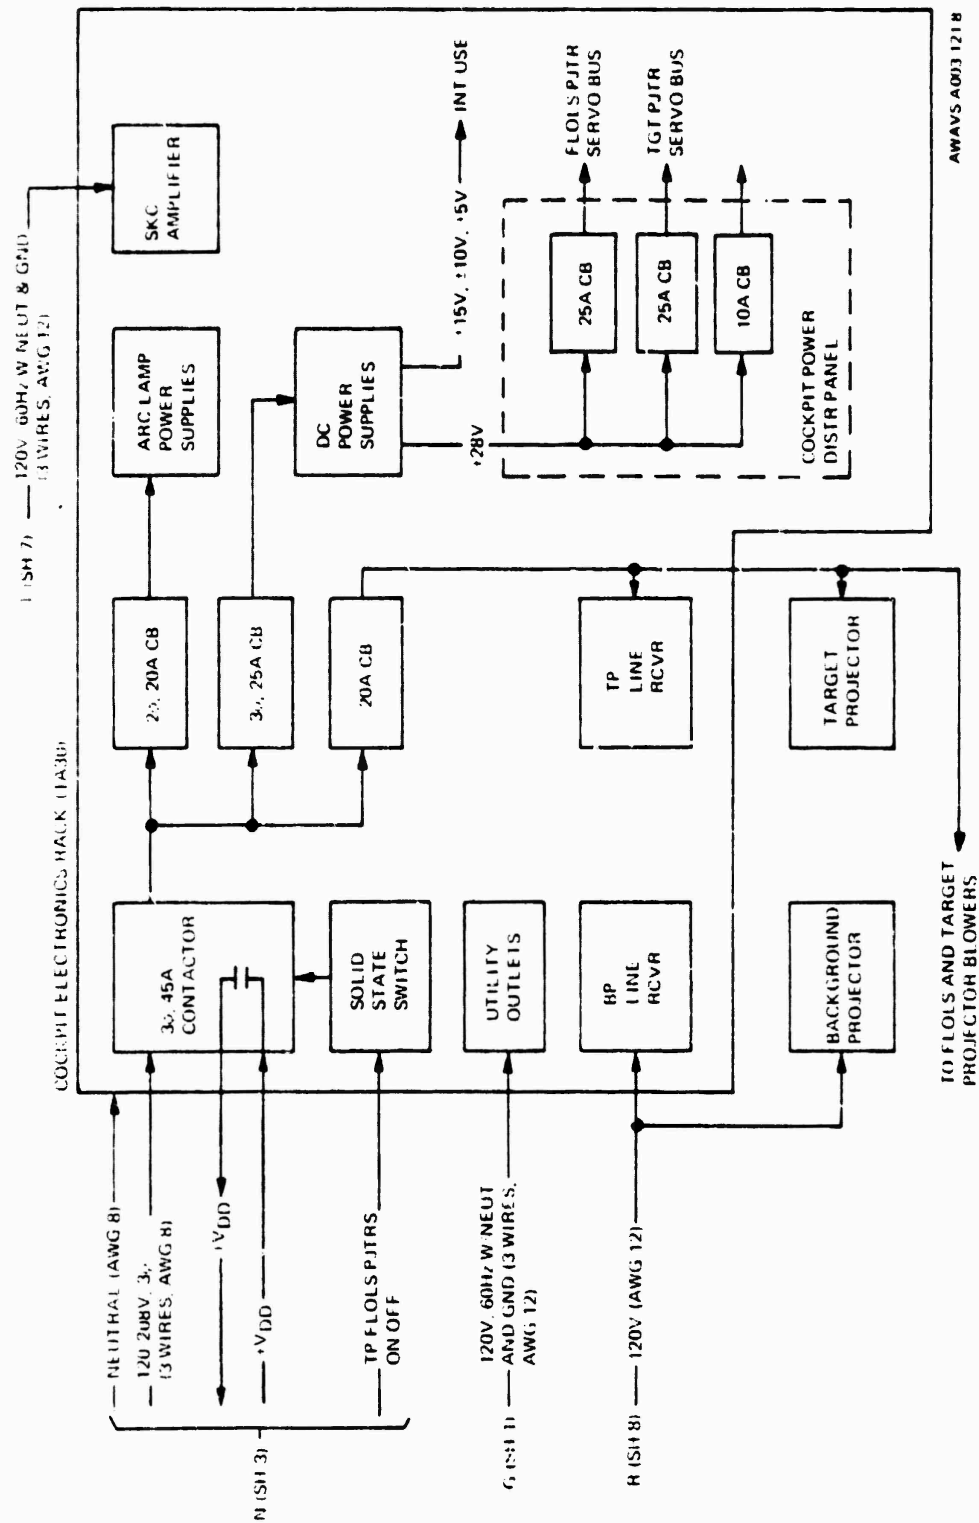 120V 60Hz W NEUT & GND
(3 WIRES, AWG 12)
COCKPIT ELECTRONICS RACK (1A30)
NEUTRAL (AWG 8)
120 208V, 3φ
(3 WIRES, AWG 8)
+VDD
+VDD
TP FLOLS PJTRS
ON OFF
N (SH 3)
G (SH 1)
120V, 60Hz W NEUT
AND GND (3 WIRES,
AWG 12)
R (SH 8)
120V (AWG 12)
3φ, 45A
CONTACTOR
SOLID
STATE
SWITCH
UTILITY
OUTLETS
BP
LINE
RCVR
BACKGROUND
PROJECTOR
2φ, 20A CB
3φ, 25A CB
20A CB
TP
LINE
RCVR
TARGET
PROJECTOR
TO FLOLS AND TARGET
PROJECTOR BLOWERS
ARC LAMP
POWER
SUPPLIES
DC
POWER
SUPPLIES
SKC
AMPLIFIER
+15V, ±10V, +5V
INT USE
+28V
25A CB
25A CB
10A CB
COCKPIT POWER
DISTR PANEL
FLOLS PJTR
SERVO BUS
TGT PJTR
SERVO BUS
AWAVS A003 1218